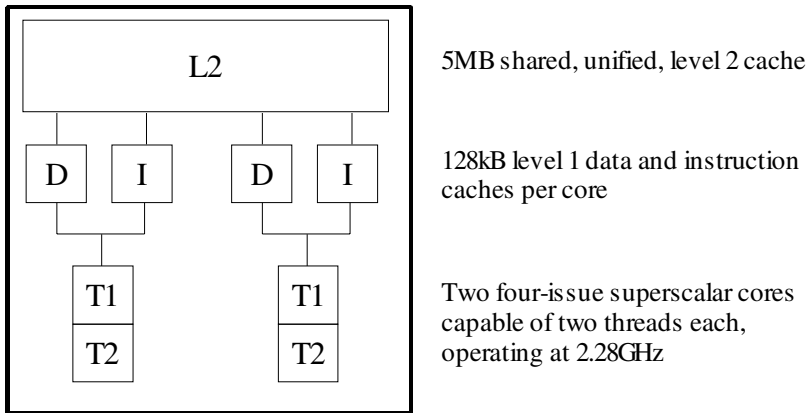 L2
5MB shared, unified, level 2 cache
D I D I
128kB level 1 data and instruction
caches per core
T1 T1
T2 T2
Two four-issue superscalar cores
capable of two threads each,
operating at 2.28GHz